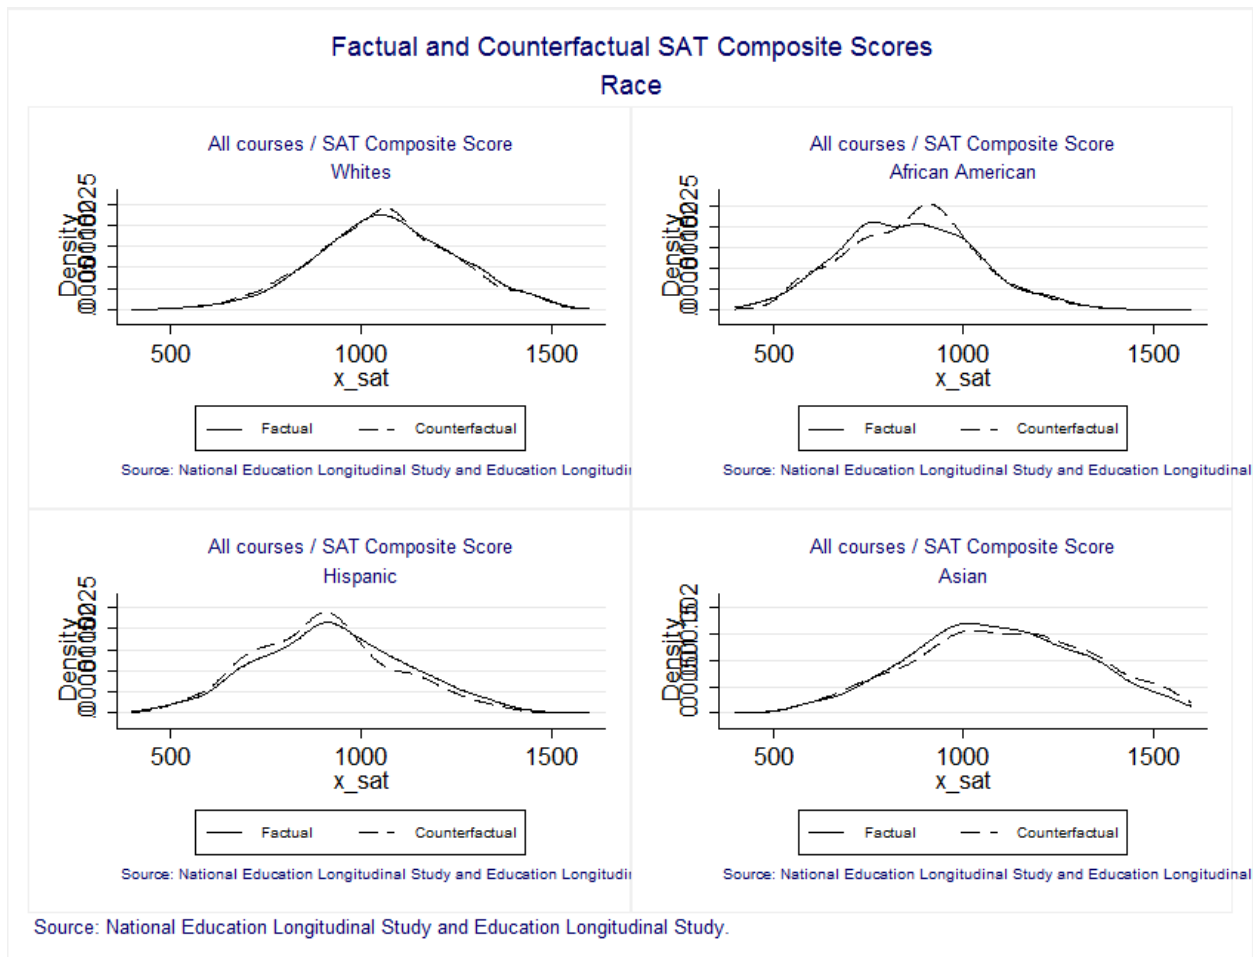 Factual and Counterfactual SAT Composite Scores
Race
All courses / SAT Composite Score
Whites
Density
500 1000 1500
x_sat
Factual Counterfactual
Source: National Education Longitudinal Study and Education Longitudin
All courses / SAT Composite Score
African American
Density
500 1000 1500
x_sat
Factual Counterfactual
Source: National Education Longitudinal Study and Education Longitudinal
All courses / SAT Composite Score
Hispanic
Density
500 1000 1500
x_sat
Factual Counterfactual
Source: National Education Longitudinal Study and Education Longitudin
All courses / SAT Composite Score
Asian
Density
500 1000 1500
x_sat
Factual Counterfactual
Source: National Education Longitudinal Study and Education Longitudinal
Source: National Education Longitudinal Study and Education Longitudinal Study.